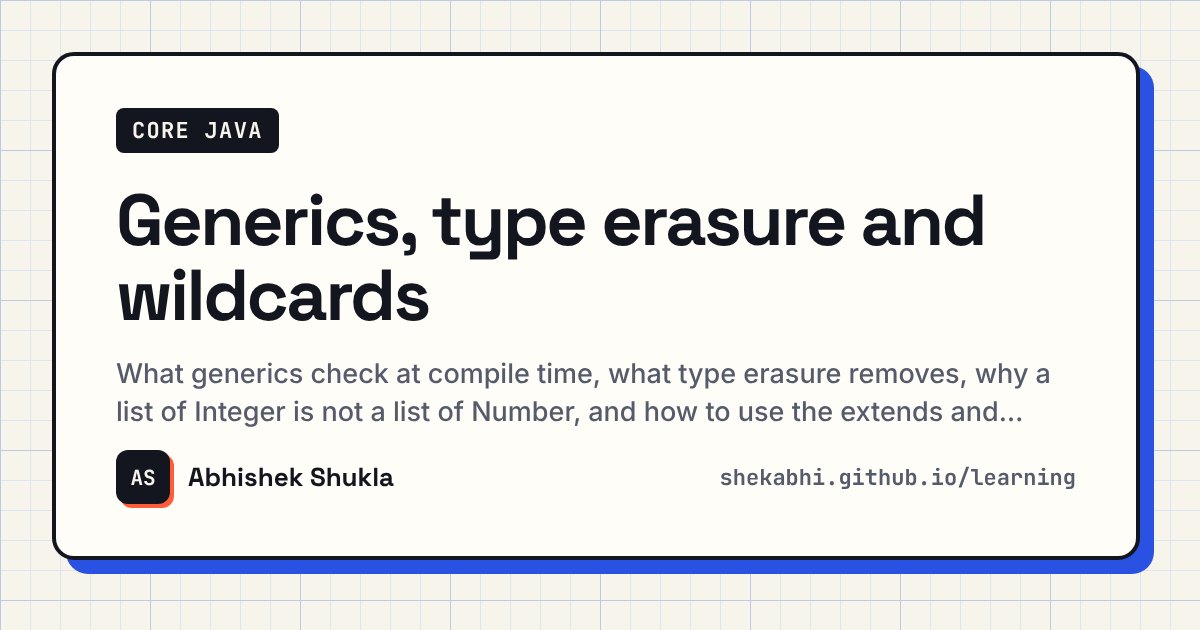 CORE JAVA
Generics, type erasure and
wildcards
What generics check at compile time, what type erasure removes, why a
list of Integer is not a list of Number, and how to use the extends and…
AS
Abhishek Shukla
shekabhi.github.io/learning